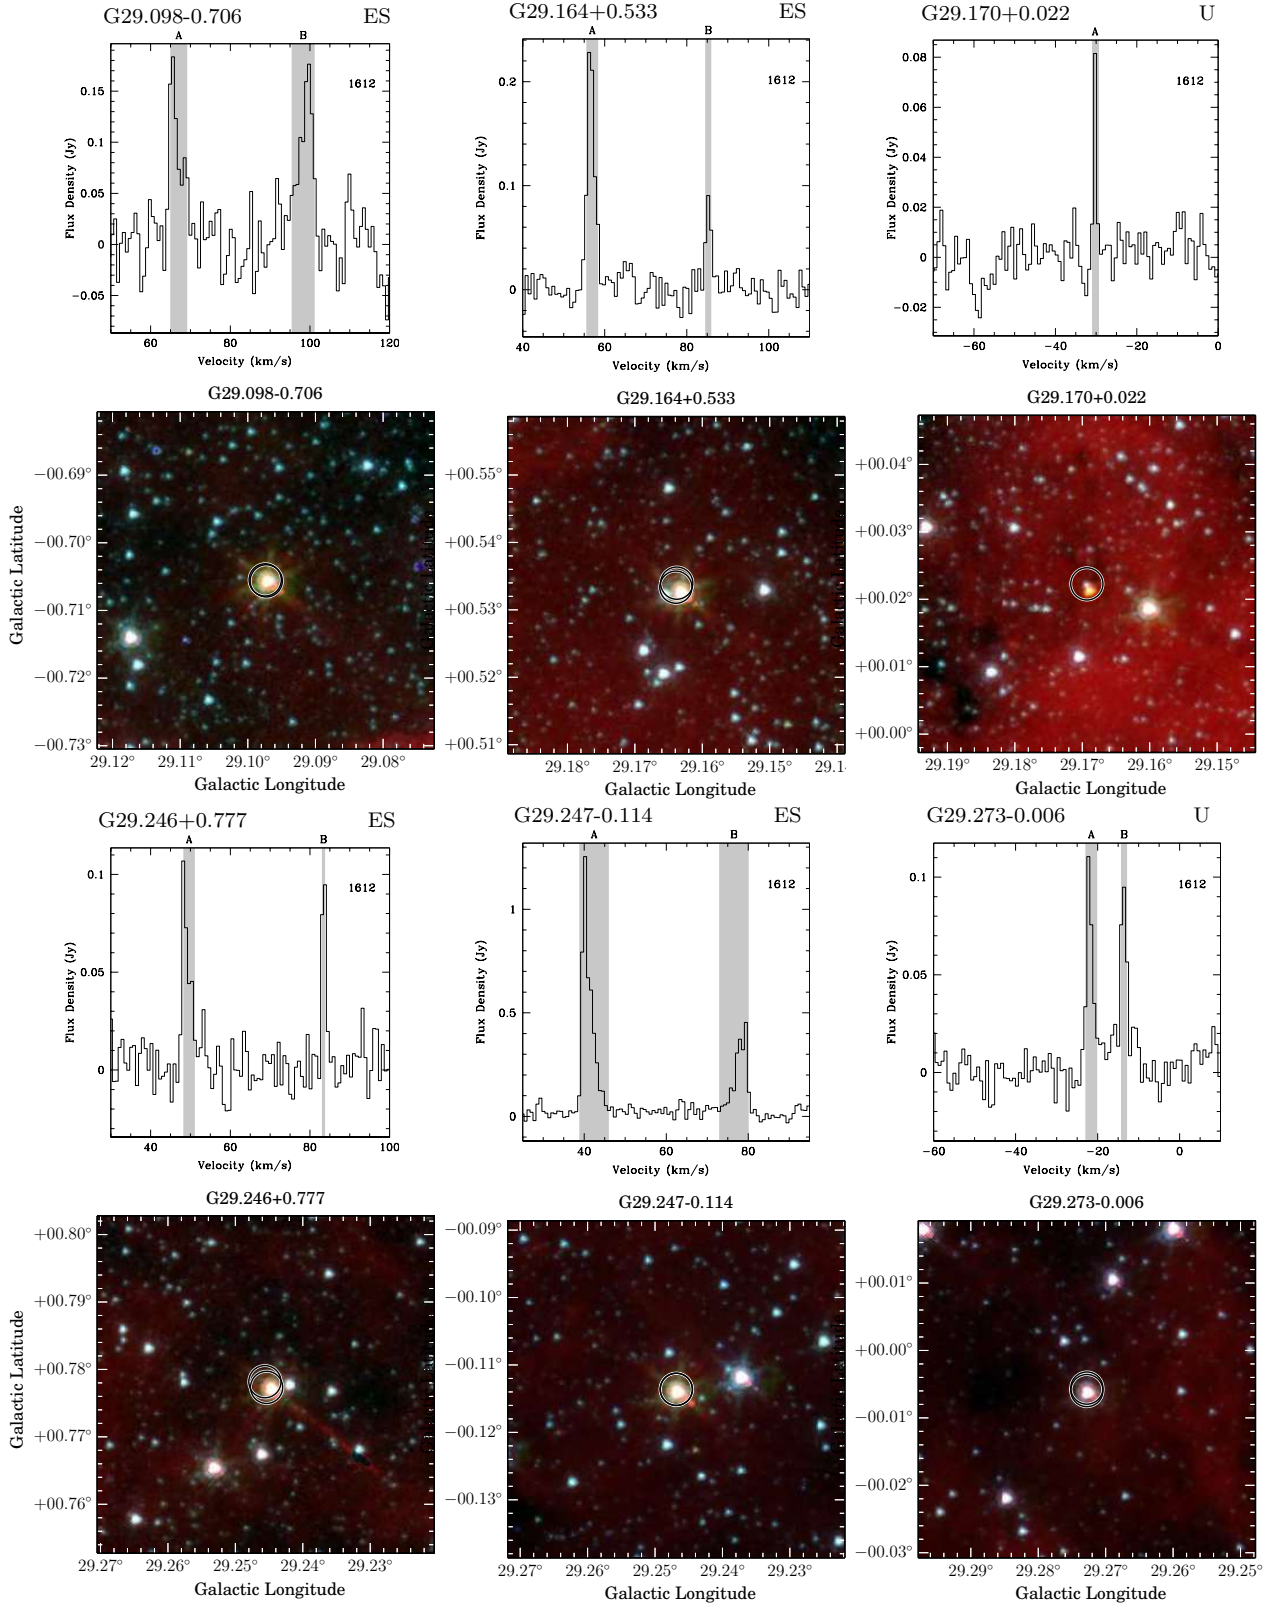 G29.098-0.706 ES
A B
1612
0.15
0.1
0.05
0
−0.05
Flux Density (Jy)
60 80 100 120
Velocity (km/s)
G29.164+0.533 ES
A B
1612
0.2
0.1
0
Flux Density (Jy)
40 60 80 100
Velocity (km/s)
G29.170+0.022 U
A
1612
0.08
0.06
0.04
0.02
0
−0.02
Flux Density (Jy)
−60 −40 −20 0
Velocity (km/s)
G29.098-0.706
−00.69°
−00.70°
−00.71°
−00.72°
−00.73°
Galactic Latitude
29.12° 29.11° 29.100° 29.090° 29.080°
Galactic Longitude
G29.164+0.533
+00.55°
+00.54°
+00.53°
+00.52°
+00.51°
29.18° 29.17° 29.16° 29.15° 29.1
Galactic Longitude
G29.170+0.022
+00.04°
+00.03°
+00.02°
+00.01°
+00.00°
29.19° 29.18° 29.17° 29.16° 29.15°
Galactic Longitude
G29.246+0.777 ES
A B
1612
0.1
0.05
0
Flux Density (Jy)
40 60 80 100
Velocity (km/s)
G29.247-0.114 ES
A B
1612
1
0.5
0
Flux Density (Jy)
40 60 80
Velocity (km/s)
G29.273-0.006 U
A B
1612
0.1
0.05
0
Flux Density (Jy)
−60 −40 −20 0
Velocity (km/s)
G29.246+0.777
+00.80°
+00.79°
+00.78°
+00.77°
+00.76°
Galactic Latitude
29.27° 29.26° 29.25° 29.24° 29.23°
Galactic Longitude
G29.247-0.114
−00.09°
−00.10°
−00.11°
−00.12°
−00.13°
29.27° 29.26° 29.25° 29.24° 29.23°
Galactic Longitude
G29.273-0.006
+00.01°
+00.00°
−00.01°
−00.02°
−00.03°
29.29° 29.28° 29.27° 29.26° 29.25°
Galactic Longitude